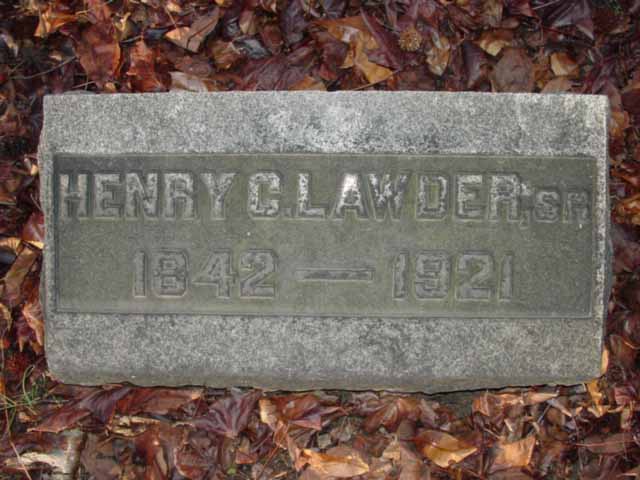 HENRY C. LAWDER, SR
1842 — 1921